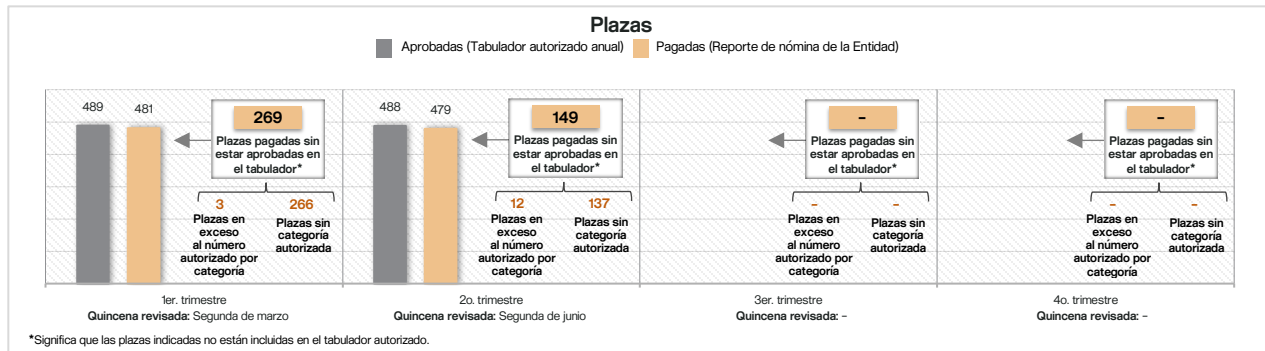 Plazas
Aprobadas (Tabulador autorizado anual) Pagadas (Reporte de nómina de la Entidad)
489
481
269
Plazas pagadas sin
estar aprobadas en
el tabulador*
3
Plazas en
exceso
al número
autorizado por
categoría
266
Plazas sin
categoría
autorizada
1er. trimestre
Quincena revisada: Segunda de marzo
488
479
149
Plazas pagadas sin
estar aprobadas en
el tabulador*
12
Plazas en
exceso
al número
autorizado por
categoría
137
Plazas sin
categoría
autorizada
2o. trimestre
Quincena revisada: Segunda de junio
-
Plazas pagadas sin
estar aprobadas en
el tabulador*
-
Plazas en
exceso
al número
autorizado por
categoría
-
Plazas sin
categoría
autorizada
3er. trimestre
Quincena revisada: -
-
Plazas pagadas sin
estar aprobadas en
el tabulador*
-
Plazas en
exceso
al número
autorizado por
categoría
-
Plazas sin
categoría
autorizada
4o. trimestre
Quincena revisada: -
*Significa que las plazas indicadas no están incluidas en el tabulador autorizado.